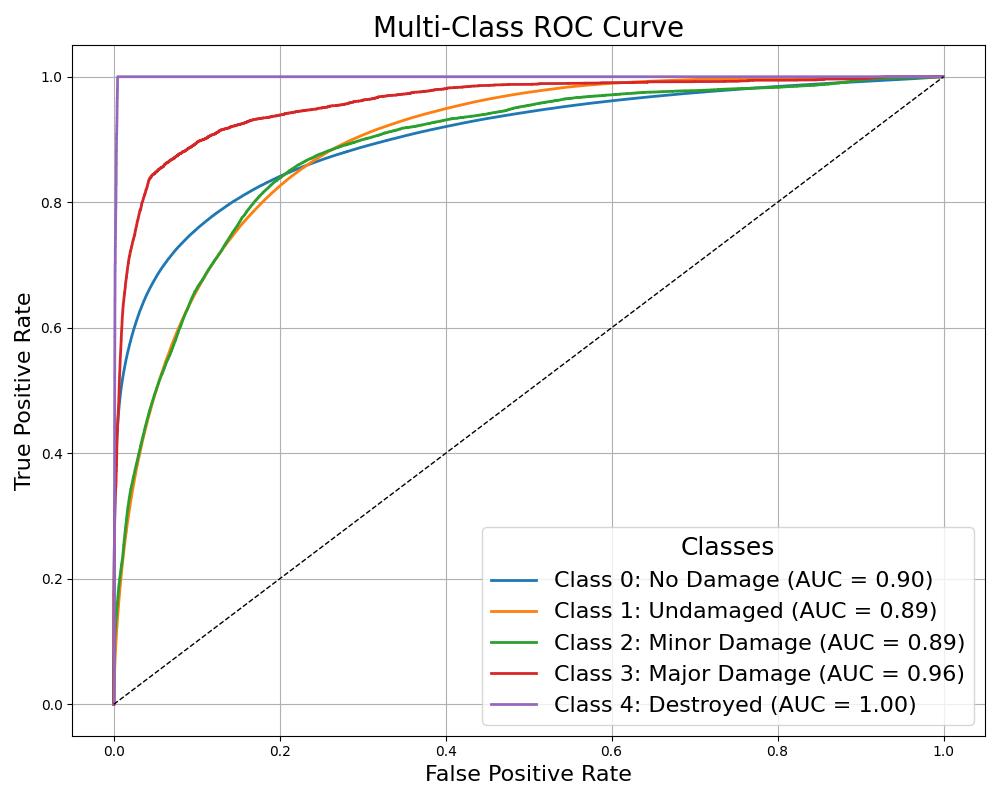 Multi-Class ROC Curve
True Positive Rate
1.0
0.8
0.6
0.4
0.2
0.0
Classes
Class 0: No Damage (AUC = 0.90)
Class 1: Undamaged (AUC = 0.89)
Class 2: Minor Damage (AUC = 0.89)
Class 3: Major Damage (AUC = 0.96)
Class 4: Destroyed (AUC = 1.00)
0.0 0.2 0.4 0.6 0.8 1.0
False Positive Rate